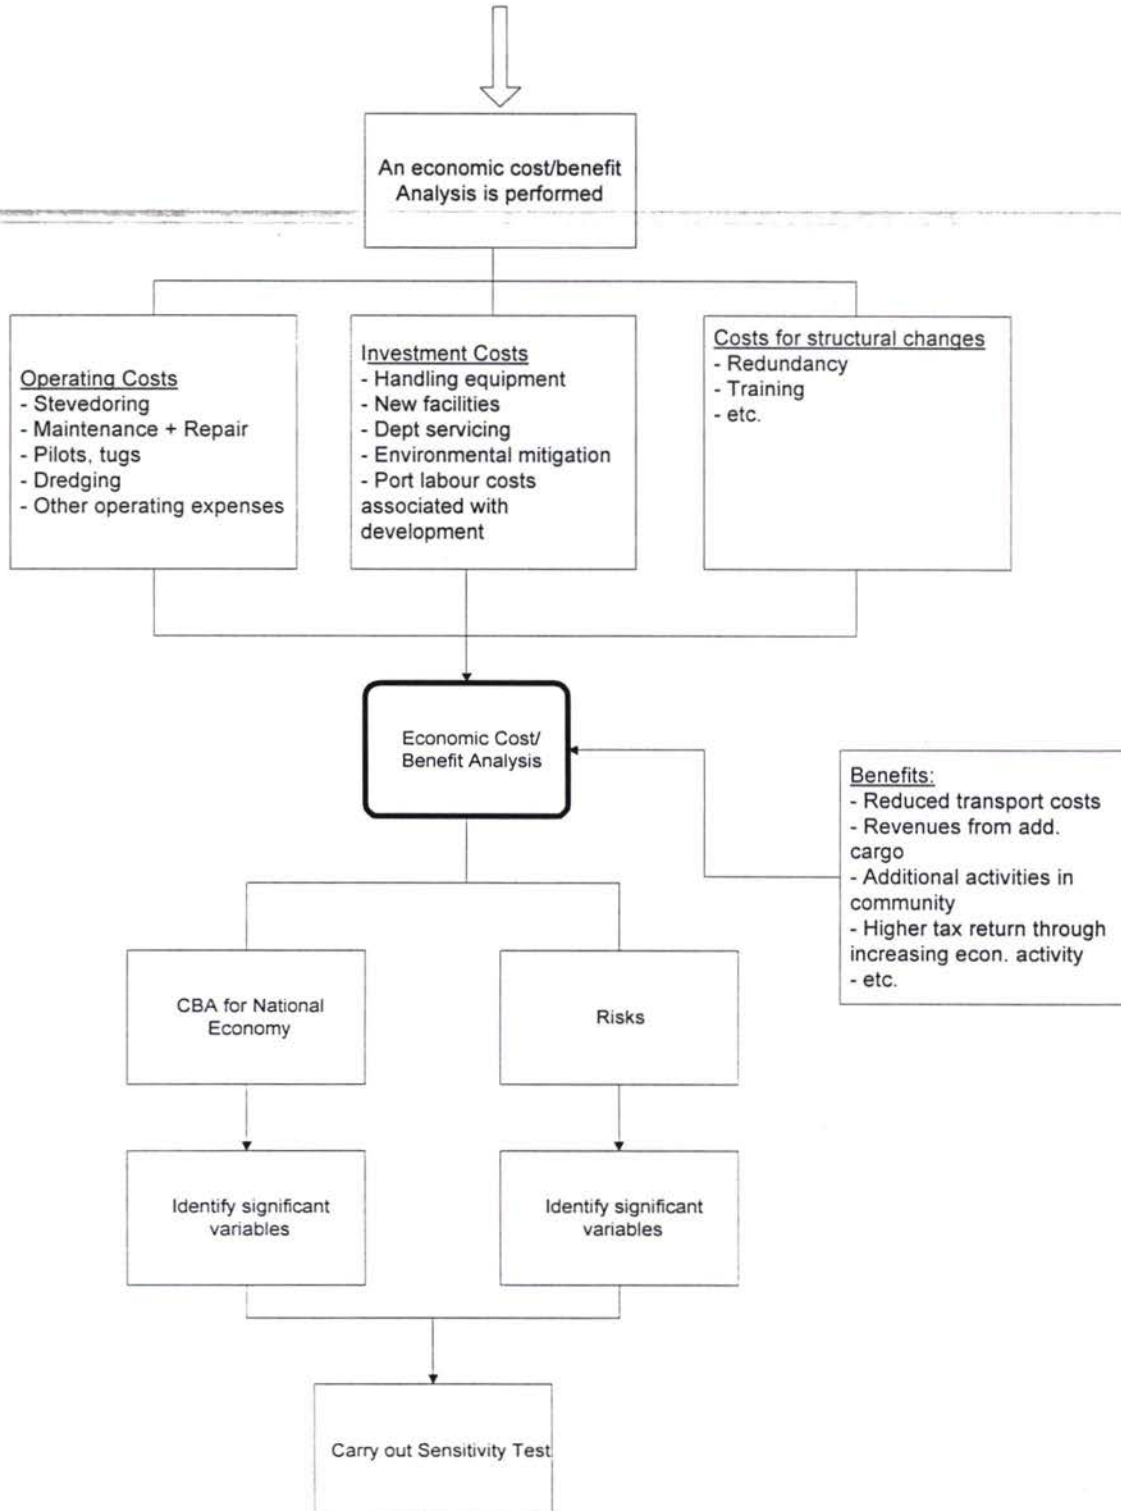 An economic cost/benefit
Analysis is performed
Operating Costs
- Stevedoring
- Maintenance + Repair
- Pilots, tugs
- Dredging
- Other operating expenses
Investment Costs
- Handling equipment
- New facilities
- Dept servicing
- Environmental mitigation
- Port labour costs
associated with
development
Costs for structural changes
- Redundancy
- Training
- etc.
Economic Cost/
Benefit Analysis
Benefits:
- Reduced transport costs
- Revenues from add.
cargo
- Additional activities in
community
- Higher tax return through
increasing econ. activity
- etc.
CBA for National
Economy
Risks
Identify significant
variables
Identify significant
variables
Carry out Sensitivity Test